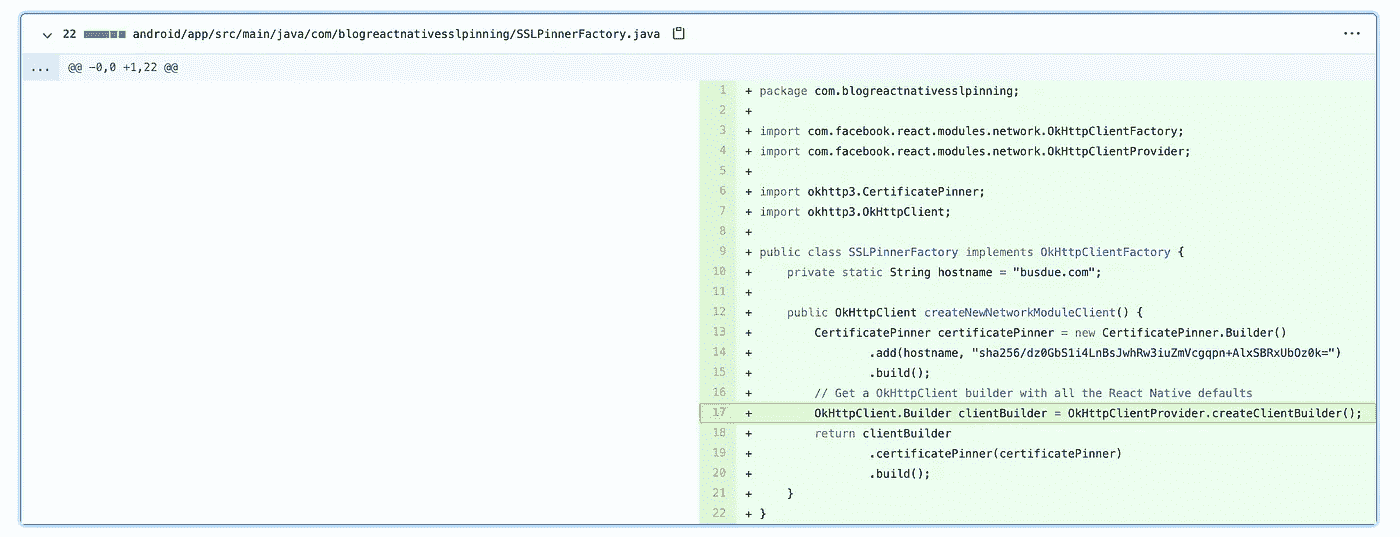 22 android/app/src/main/java/com/blogreactnativesslpinning/SSLPinnerFactory.java ...
... @@ -0,0 +1,22 @@
1 + package com.blogreactnativesslpinning;
2 +
3 + import com.facebook.react.modules.network.OkHttpClientFactory;
4 + import com.facebook.react.modules.network.OkHttpClientProvider;
5 +
6 + import okhttp3.CertificatePinner;
7 + import okhttp3.OkHttpClient;
8 +
9 + public class SSLPinnerFactory implements OkHttpClientFactory {
10 + private static String hostname = "busdue.com";
11 +
12 + public OkHttpClient createNewNetworkModuleClient() {
13 + CertificatePinner certificatePinner = new CertificatePinner.Builder()
14 + .add(hostname, "sha256/dz0GbS1i4LnBsJwhRw3iuZmVcgqpn+AlxSBRxUbOz0k=")
15 + .build();
16 + // Get a OkHttpClient builder with all the React Native defaults
17 + OkHttpClient.Builder clientBuilder = OkHttpClientProvider.createClientBuilder();
18 + return clientBuilder
19 + .certificatePinner(certificatePinner)
20 + .build();
21 + }
22 + }